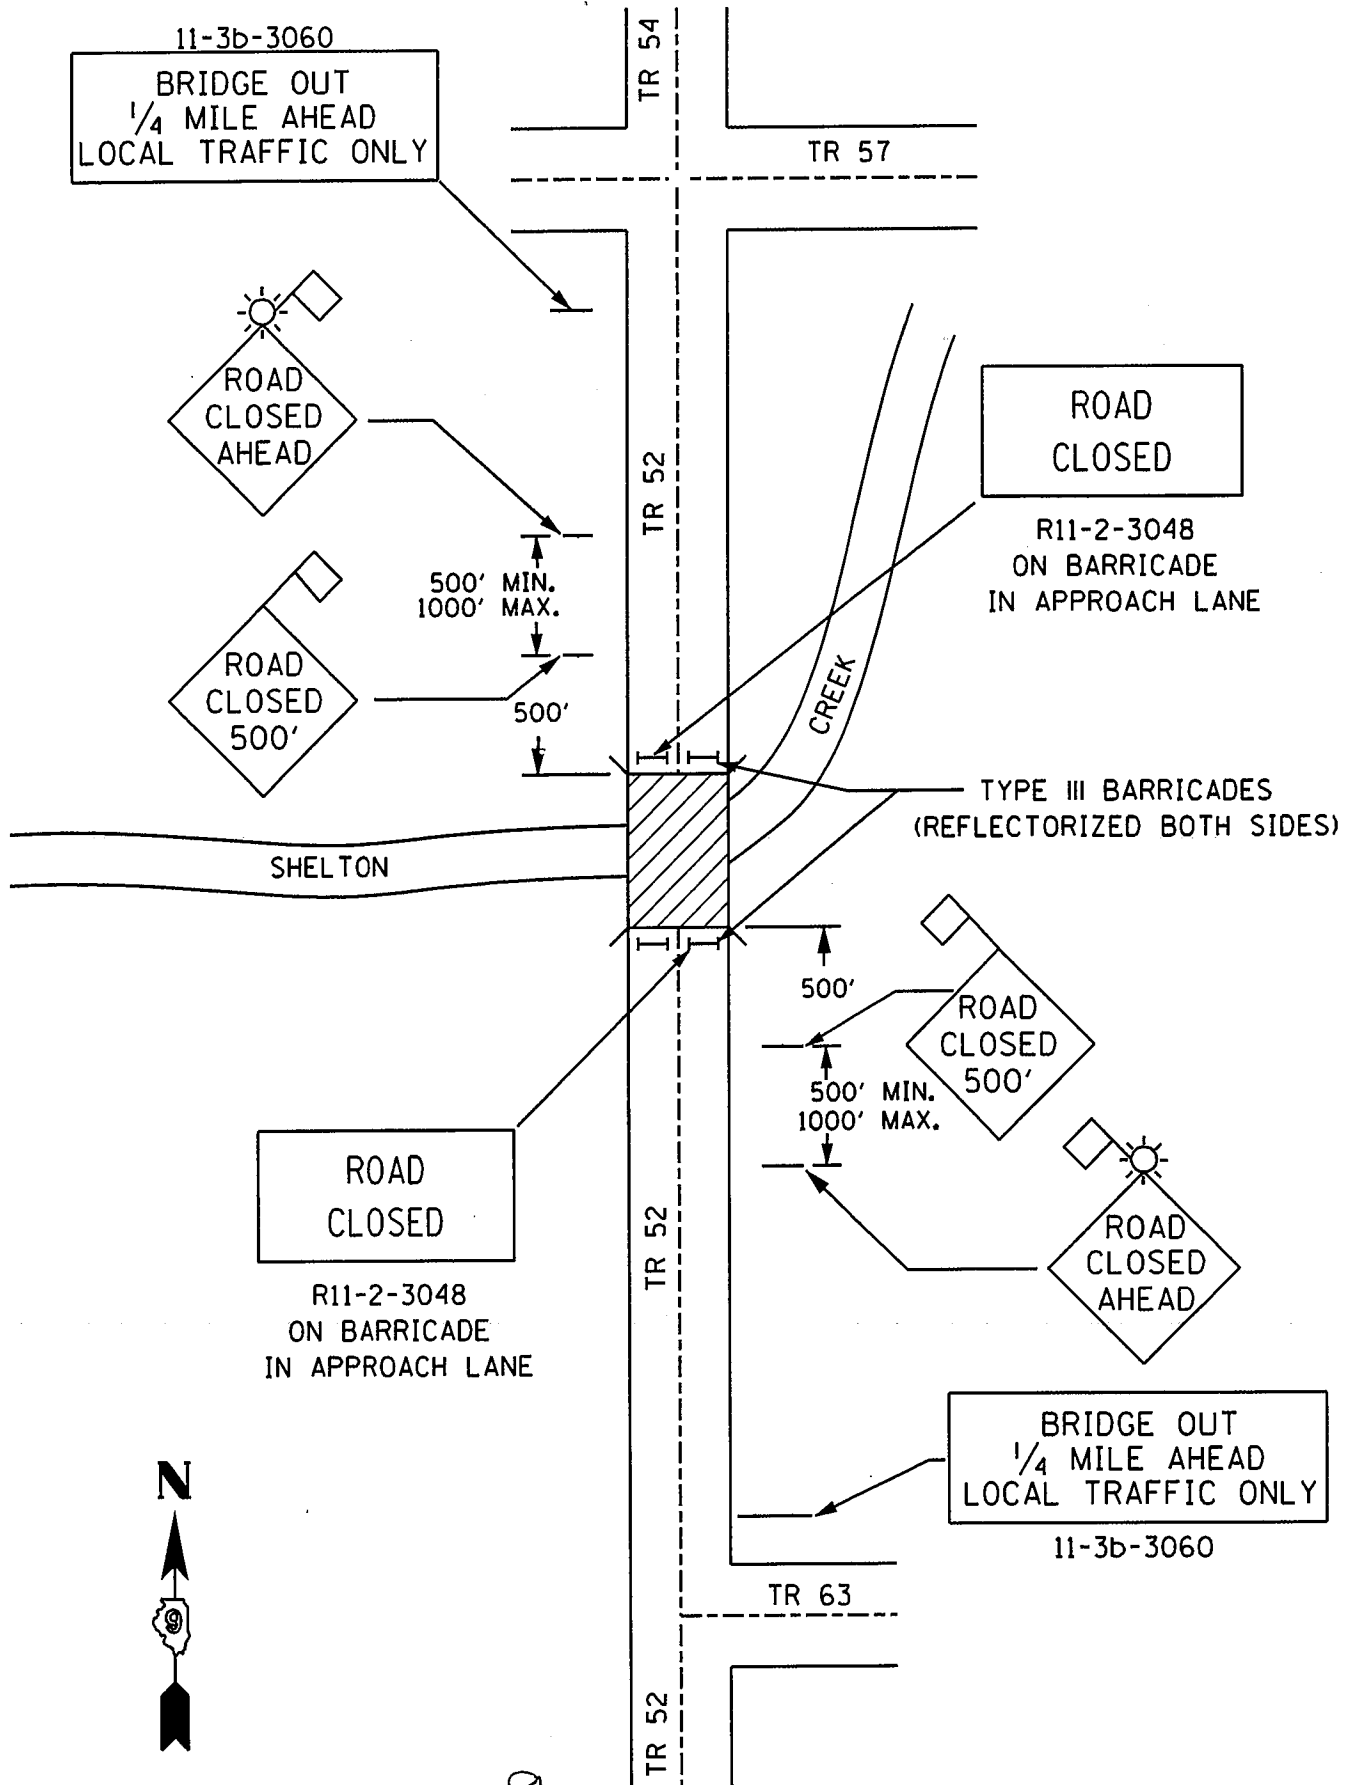 11-3b-3060
BRIDGE OUT
1/4 MILE AHEAD
LOCAL TRAFFIC ONLY
TR 54
TR 57
ROAD
CLOSED
AHEAD
TR 52
ROAD
CLOSED
R11-2-3048
ON BARRICADE
IN APPROACH LANE
500' MIN.
1000' MAX.
ROAD
CLOSED
500'
500'
CREEK
TYPE III BARRICADES
(REFLECTORIZED BOTH SIDES)
SHELTON
500'
ROAD
CLOSED
500'
500' MIN.
1000' MAX.
ROAD
CLOSED
R11-2-3048
ON BARRICADE
IN APPROACH LANE
TR 52
ROAD
CLOSED
AHEAD
BRIDGE OUT
1/4 MILE AHEAD
LOCAL TRAFFIC ONLY
11-3b-3060
N
9
TR 63
TR 52